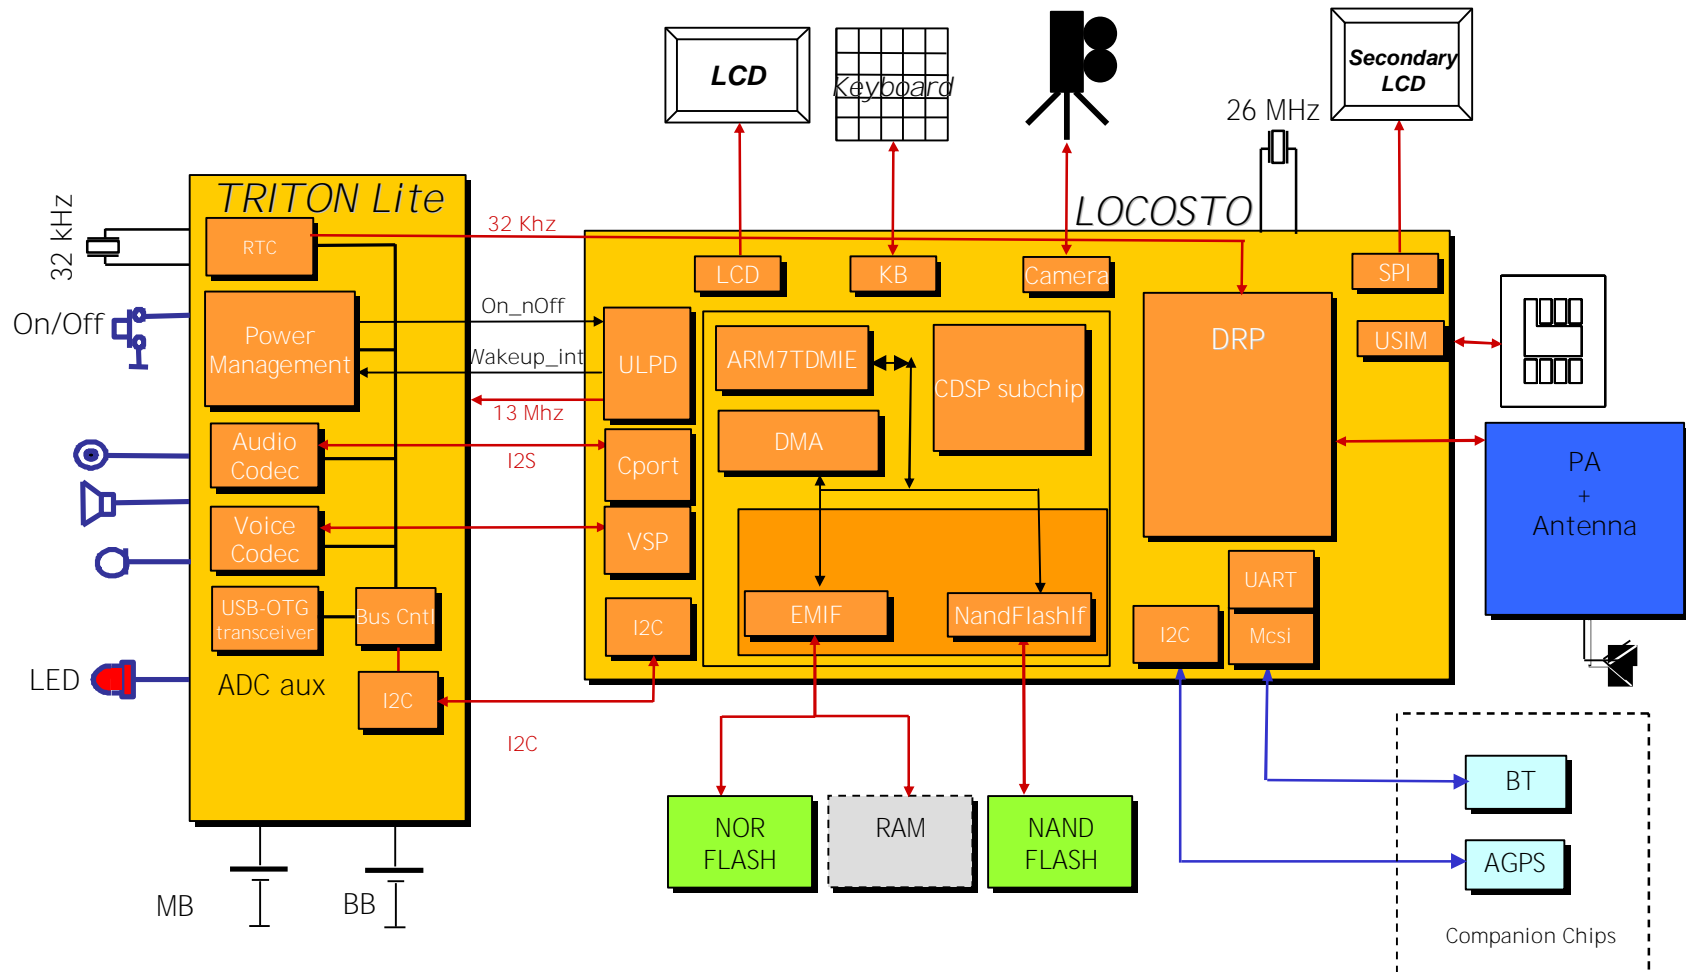 LCD
Keyboard
Secondary
LCD
26 MHz
TRITON Lite
LOCOSTO
32 kHz
RTC
32 Khz
LCD
KB
Camera
SPI
On/Off
Power
Management
On_nOff
Wakeup_int
13 Mhz
ULPD
ARM7TDMIE
CDSP subchip
DRP
USIM
Audio
Codec
I2S
Cport
DMA
PA
+
Antenna
Voice
Codec
VSP
USB-OTG
transceiver
Bus Cntl
I2C
EMIF
NandFlashIf
I2C
UART
Mcsi
LED
ADC aux
I2C
I2C
NOR
FLASH
RAM
NAND
FLASH
BT
AGPS
MB
BB
Companion Chips